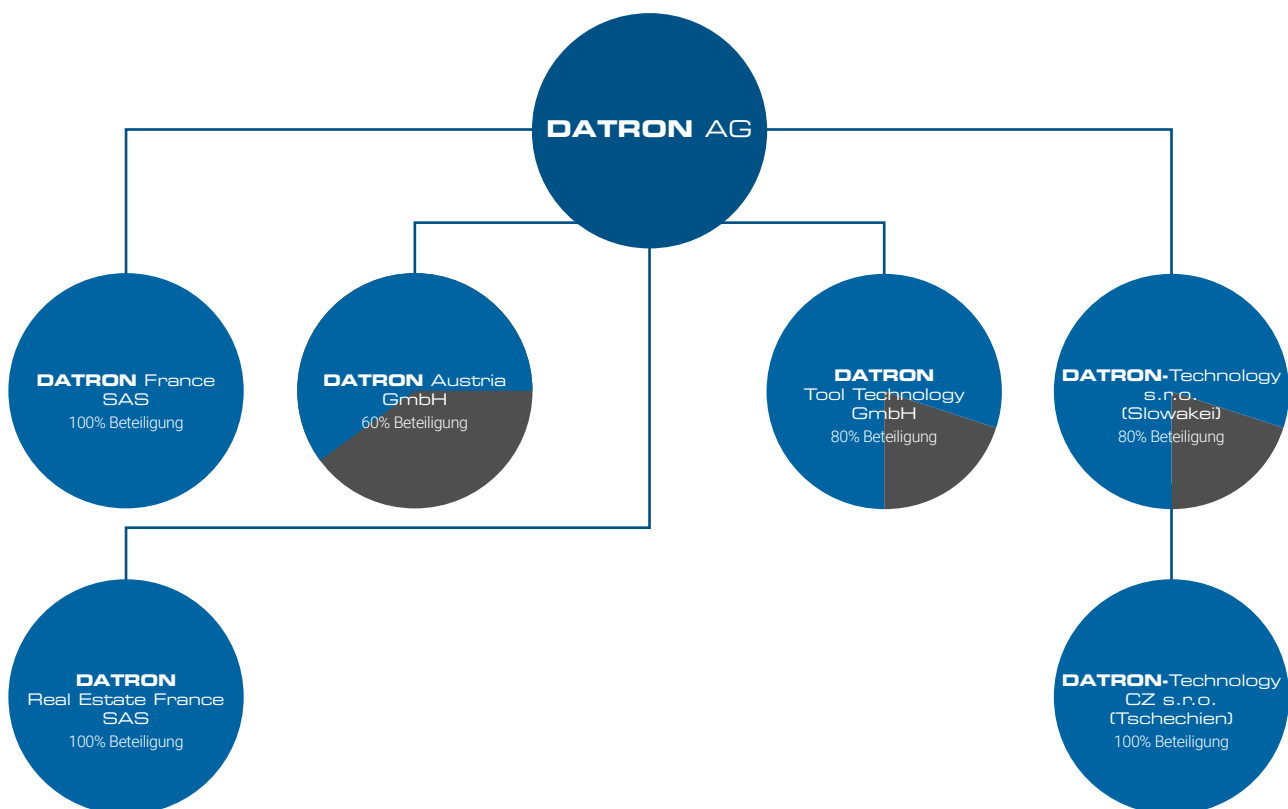 DATRON AG
DATRON France
SAS
100% Beteiligung
DATRON Austria
GmbH
60% Beteiligung
DATRON
Tool Technology
GmbH
80% Beteiligung
DATRON-Technology
s.r.o.
(Slowakei)
80% Beteiligung
DATRON
Real Estate France
SAS
100% Beteiligung
DATRON-Technology
CZ s.r.o.
(Tschechien)
100% Beteiligung